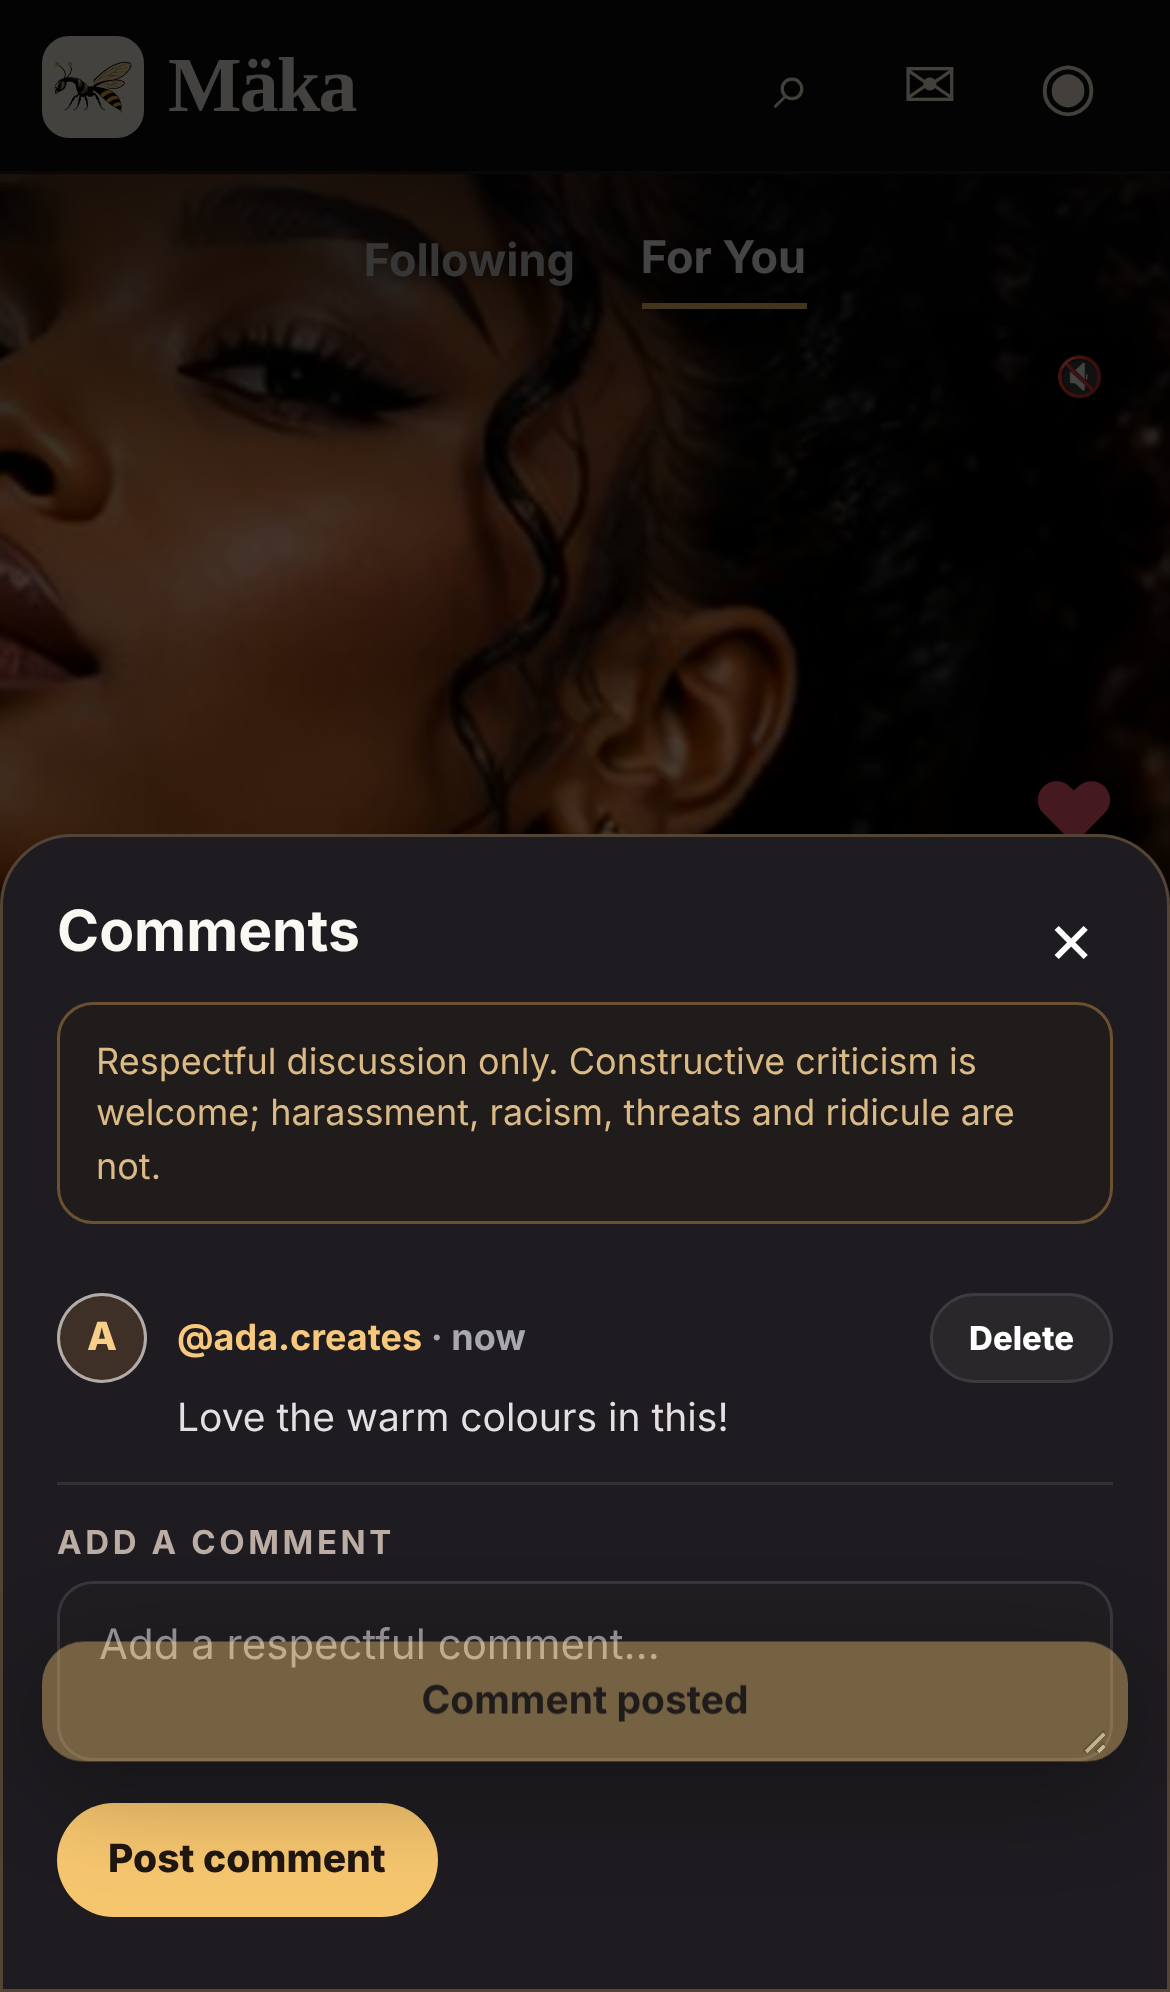 Mäka
Following
For You
Comments
Respectful discussion only. Constructive criticism is
welcome; harassment, racism, threats and ridicule are
not.
A
@ada.creates · now
Delete
Love the warm colours in this!
ADD A COMMENT
Add a respectful comment...
Comment posted
Post comment